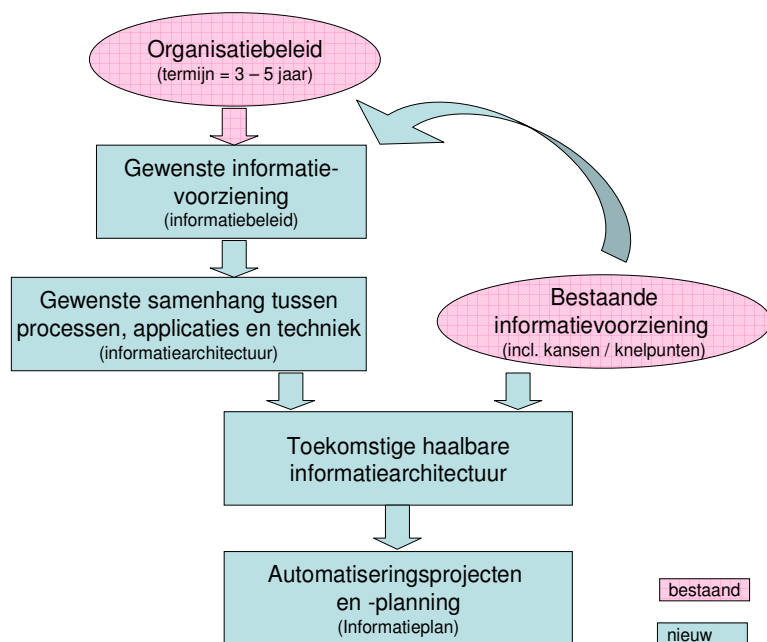 Organisatiebeleid
(termijn = 3 – 5 jaar)
Gewenste informatie-
voorziening
(informatiebeleid)
Gewenste samenhang tussen
processen, applicaties en techniek
(informatiearchitectuur)
Bestaande
informatievoorziening
(incl. kansen / knelpunten)
Toekomstige haalbare
informatiearchitectuur
Automatiseringsprojecten
en -planning
(Informatieplan)
bestaand
nieuw